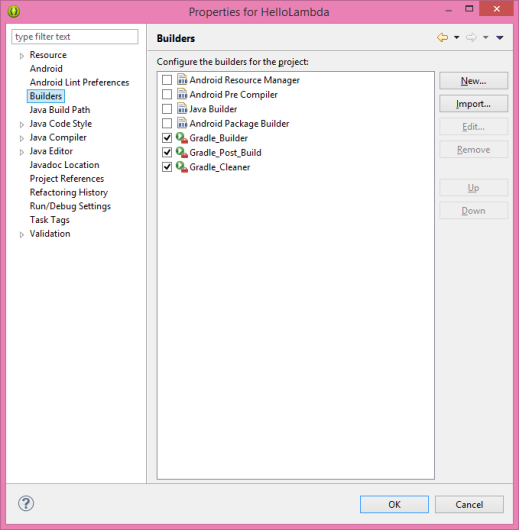 Properties for HelloLambda
type filter text
Resource
Android
Android Lint Preferences
Builders
Java Build Path
Java Code Style
Java Compiler
Java Editor
Javadoc Location
Project References
Refactoring History
Run/Debug Settings
Task Tags
Validation
Builders
Configure the builders for the project:
Android Resource Manager
Android Pre Compiler
Java Builder
Android Package Builder
Gradle_Builder
Gradle_Post_Build
Gradle_Cleaner
New...
Import...
Edit...
Remove
Up
Down
OK
Cancel